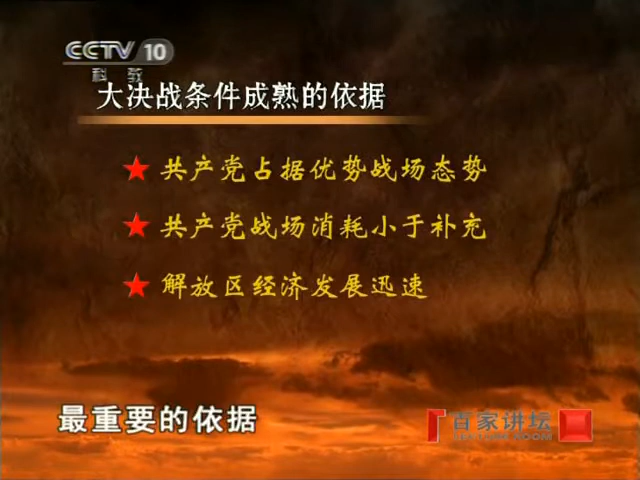 CCTV 10
科教
大决战条件成熟的依据
共产党占据优势战场态势
共产党战场消耗小于补充
解放区经济发展迅速
最重要的依据
百家讲坛
LECTURE ROOM